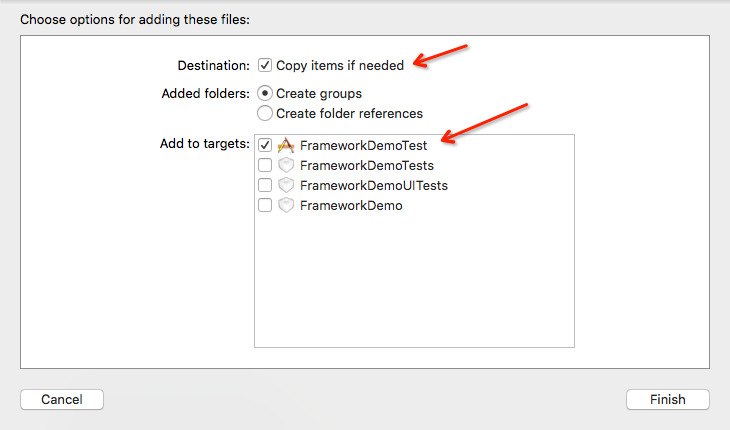 Choose options for adding these files:
Destination: Copy items if needed
Added folders: Create groups
Create folder references
Add to targets: FrameworkDemoTest
FrameworkDemoTests
FrameworkDemoUITests
FrameworkDemo
Cancel Finish